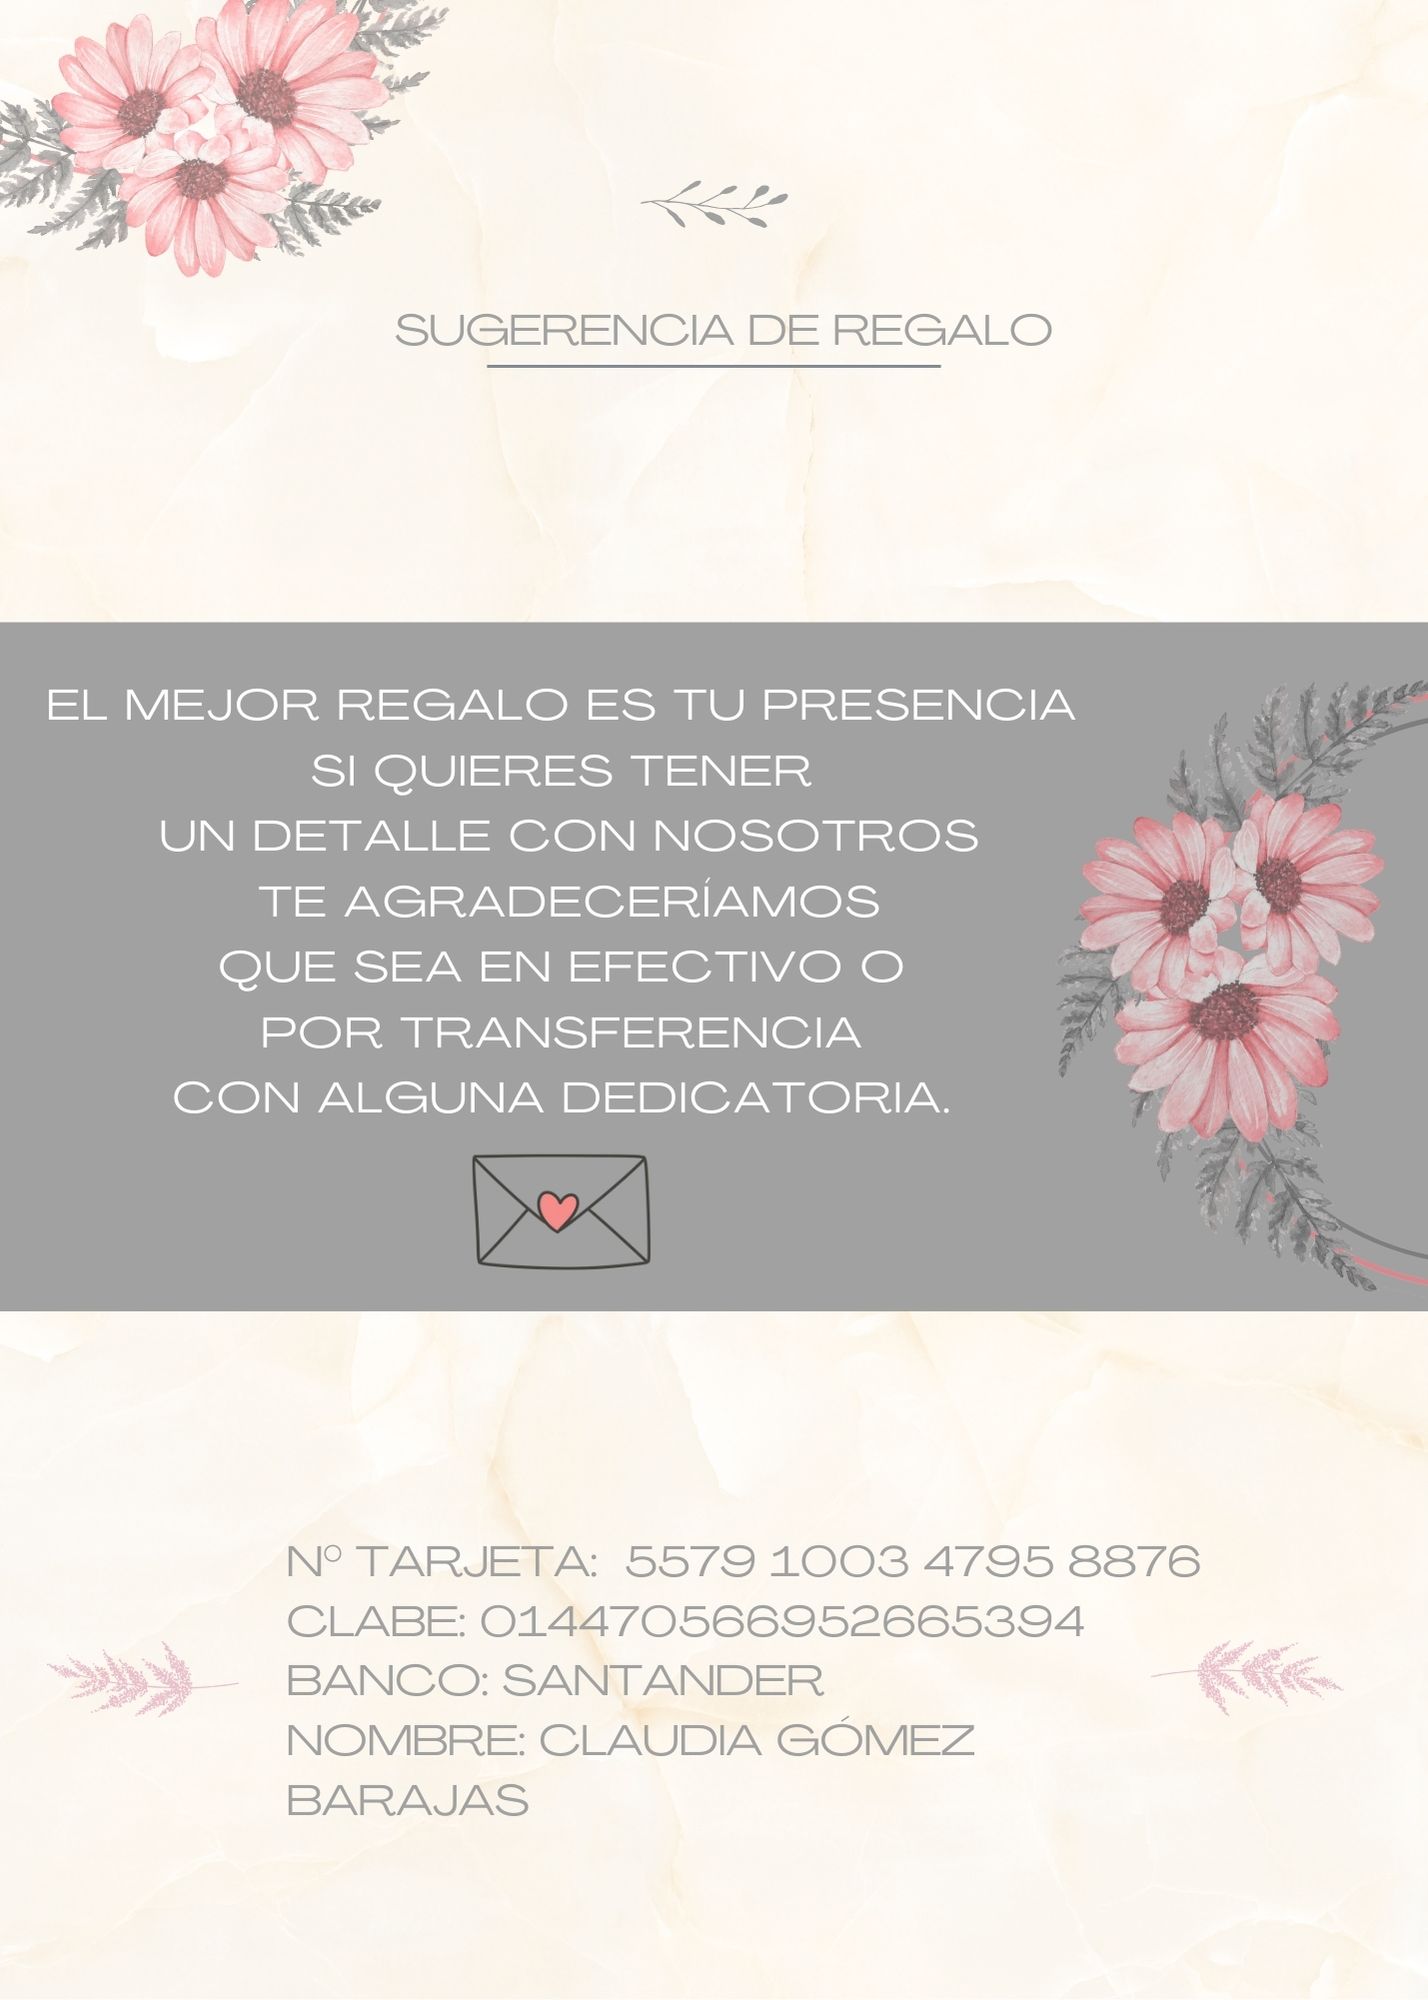 SUGERENCIA DE REGALO
EL MEJOR REGALO ES TU PRESENCIA
SI QUIERES TENER
UN DETALLE CON NOSOTROS
TE AGRADECERÍAMOS
QUE SEA EN EFECTIVO O
POR TRANSFERENCIA
CON ALGUNA DEDICATORIA.
Nº TARJETA:  5579 1003 4795 8876
CLABE: 014470566952665394
BANCO: SANTANDER
NOMBRE: CLAUDIA GÓMEZ
BARAJAS